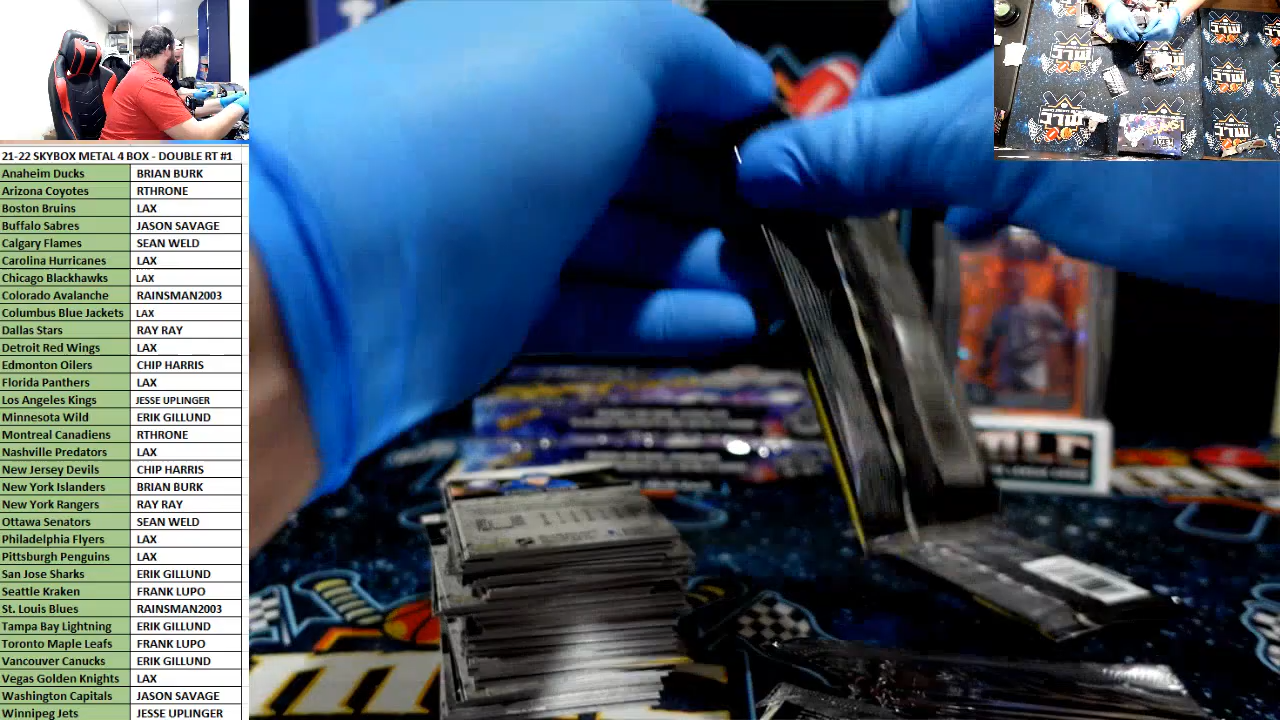 21-22 SKYBOX METAL 4 BOX - DOUBLE RT #1
Anaheim Ducks BRIAN BURK
Arizona Coyotes RTHRONE
Boston Bruins LAX
Buffalo Sabres JASON SAVAGE
Calgary Flames SEAN WELD
Carolina Hurricanes LAX
Chicago Blackhawks LAX
Colorado Avalanche RAINSMAN2003
Columbus Blue Jackets LAX
Dallas Stars RAY RAY
Detroit Red Wings LAX
Edmonton Oilers CHIP HARRIS
Florida Panthers LAX
Los Angeles Kings JESSE UPLINGER
Minnesota Wild ERIK GILLUND
Montreal Canadiens RTHRONE
Nashville Predators LAX
New Jersey Devils CHIP HARRIS
New York Islanders BRIAN BURK
New York Rangers RAY RAY
Ottawa Senators SEAN WELD
Philadelphia Flyers LAX
Pittsburgh Penguins LAX
San Jose Sharks ERIK GILLUND
Seattle Kraken FRANK LUPO
St. Louis Blues RAINSMAN2003
Tampa Bay Lightning ERIK GILLUND
Toronto Maple Leafs FRANK LUPO
Vancouver Canucks ERIK GILLUND
Vegas Golden Knights LAX
Washington Capitals JASON SAVAGE
Winnipeg Jets JESSE UPLINGER